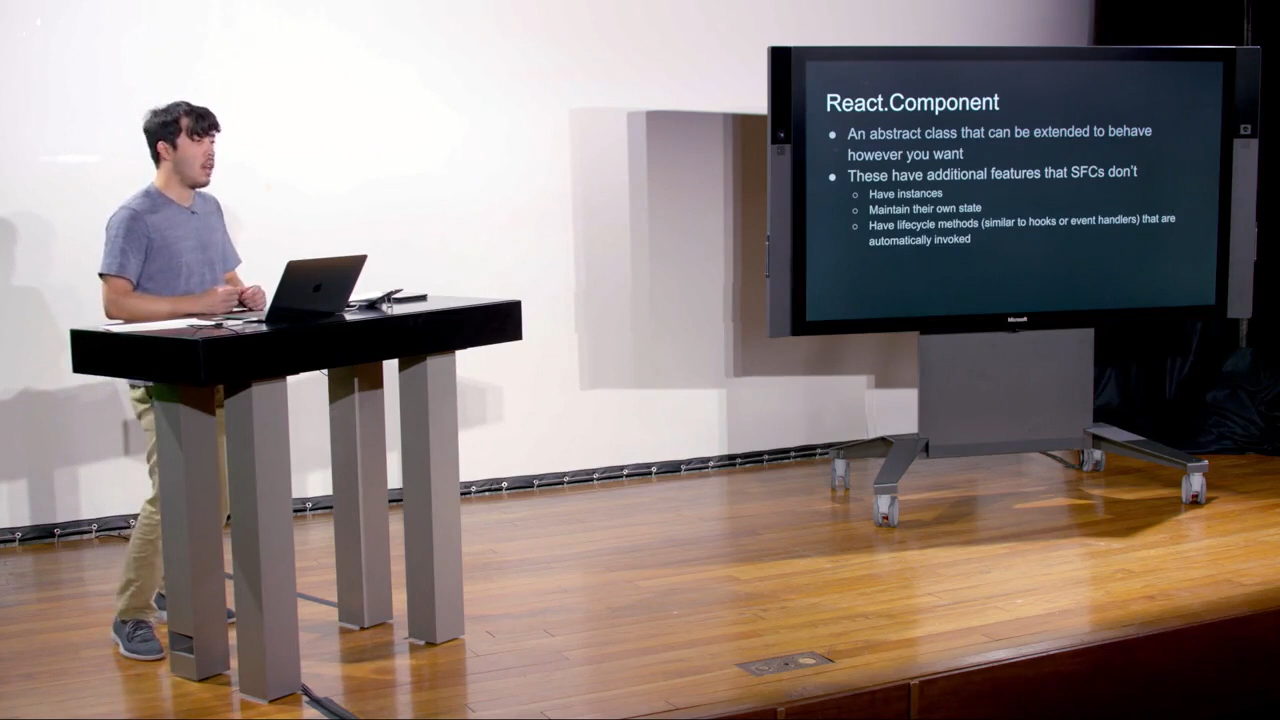 React.Component
● An abstract class that can be extended to behave
however you want
● These have additional features that SFCs don't
○ Have instances
○ Maintain their own state
○ Have lifecycle methods (similar to hooks or event handlers) that are
automatically invoked
Microsoft